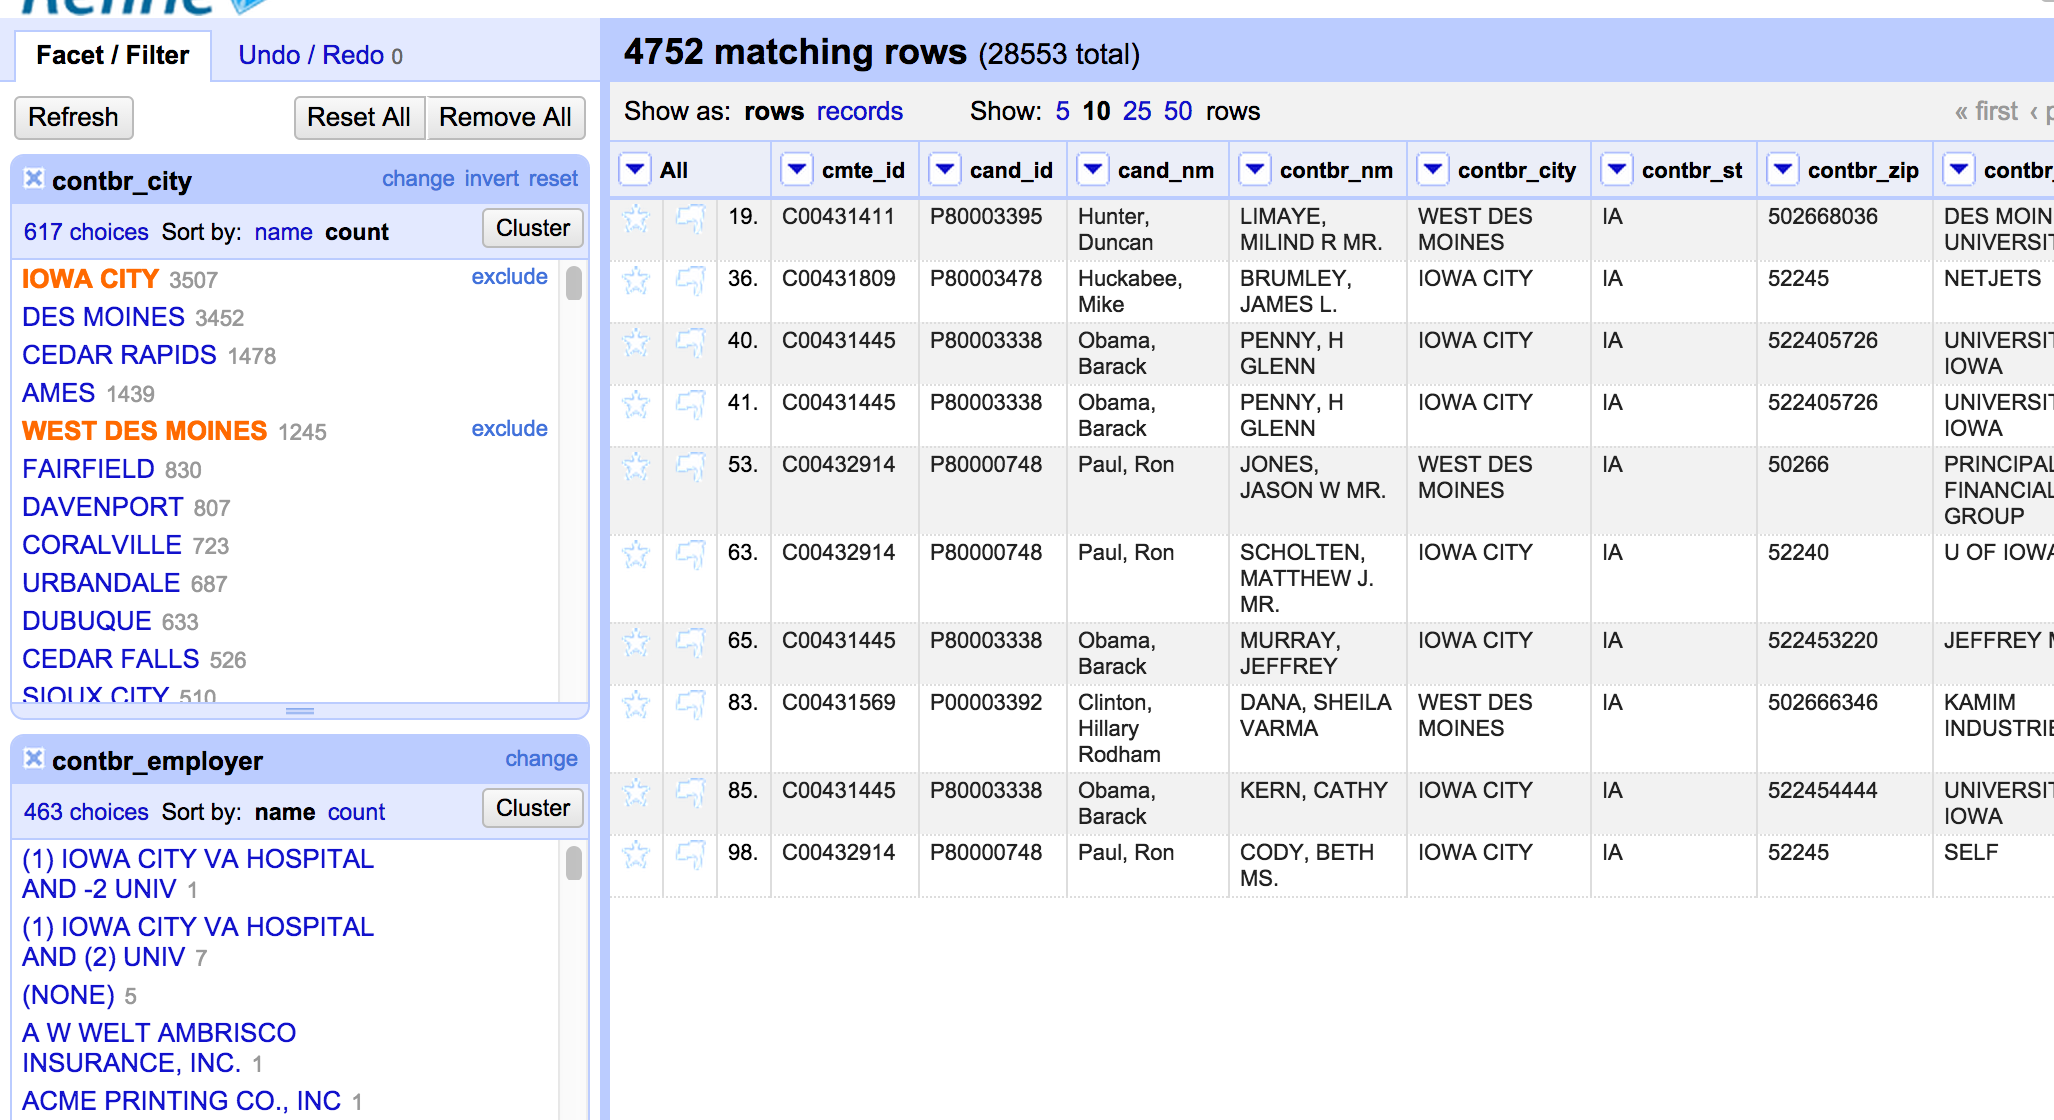 Refine
Facet / Filter Undo / Redo 0
Refresh Reset All Remove All
contbr_city change invert reset
617 choices Sort by: name count Cluster
IOWA CITY 3507 exclude
DES MOINES 3452
CEDAR RAPIDS 1478
AMES 1439
WEST DES MOINES 1245 exclude
FAIRFIELD 830
DAVENPORT 807
CORALVILLE 723
URBANDALE 687
DUBUQUE 633
CEDAR FALLS 526
SIOUX CITY 510
contbr_employer change
463 choices Sort by: name count Cluster
(1) IOWA CITY VA HOSPITAL
AND -2 UNIV 1
(1) IOWA CITY VA HOSPITAL
AND (2) UNIV 7
(NONE) 5
A W WELT AMBRISCO
INSURANCE, INC. 1
ACME PRINTING CO., INC 1
4752 matching rows (28553 total)
Show as: rows records Show: 5 10 25 50 rows « first ‹ p
All cmte_id cand_id cand_nm contbr_nm contbr_city contbr_st contbr_zip contbr_
19. C00431411 P80003395 Hunter, LIMAYE, WEST DES IA 502668036 DES MOIN
Duncan MILIND R MR. MOINES UNIVERSIT
36. C00431809 P80003478 Huckabee, BRUMLEY, IOWA CITY IA 52245 NETJETS
Mike JAMES L.
40. C00431445 P80003338 Obama, PENNY, H IOWA CITY IA 522405726 UNIVERSIT
Barack GLENN IOWA
41. C00431445 P80003338 Obama, PENNY, H IOWA CITY IA 522405726 UNIVERSIT
Barack GLENN IOWA
53. C00432914 P80000748 Paul, Ron JONES, WEST DES IA 50266 PRINCIPAL
JASON W MR. MOINES FINANCIAL
GROUP
63. C00432914 P80000748 Paul, Ron SCHOLTEN, IOWA CITY IA 52240 U OF IOWA
MATTHEW J.
MR.
65. C00431445 P80003338 Obama, MURRAY, IOWA CITY IA 522453220 JEFFREY M
Barack JEFFREY
83. C00431569 P00003392 Clinton, DANA, SHEILA WEST DES IA 502666346 KAMIM
Hillary VARMA MOINES INDUSTRIE
Rodham
85. C00431445 P80003338 Obama, KERN, CATHY IOWA CITY IA 522454444 UNIVERSIT
Barack IOWA
98. C00432914 P80000748 Paul, Ron CODY, BETH IOWA CITY IA 52245 SELF
MS.